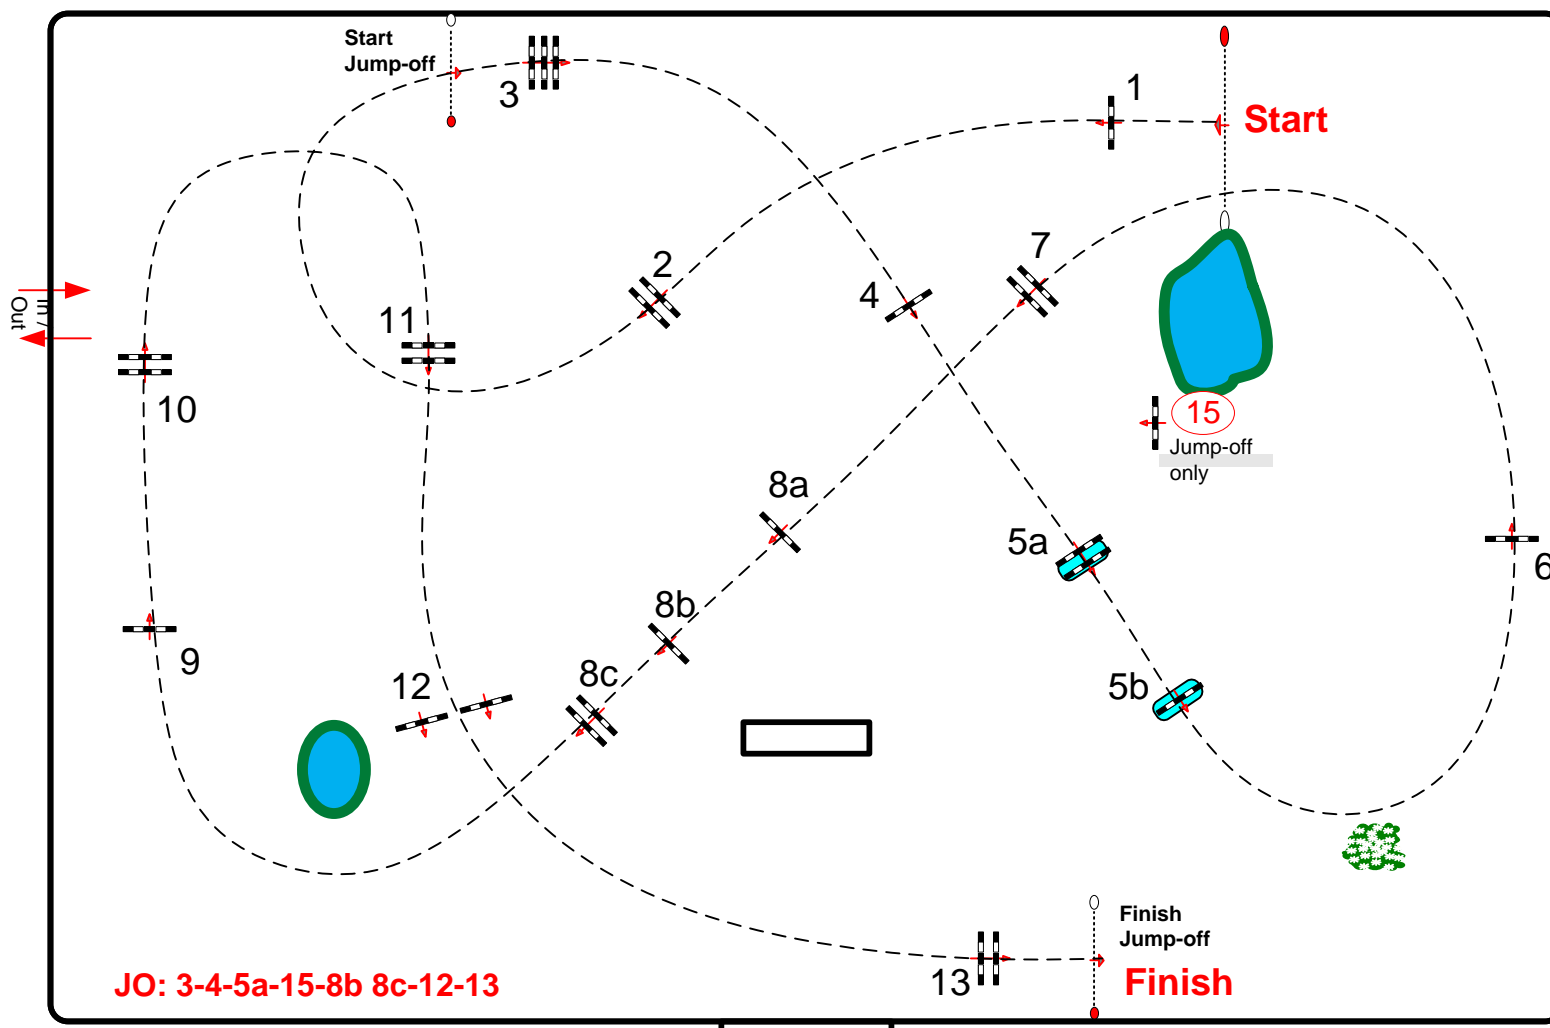 Start
Jump-off
3
1
Start
2
7
4
In /
Out
11
10
15
Jump-off
only
8a
5a
6
8b
9
8c
12
5b
Finish
Jump-off
13
Finish
JO: 3-4-5a-15-8b 8c-12-13